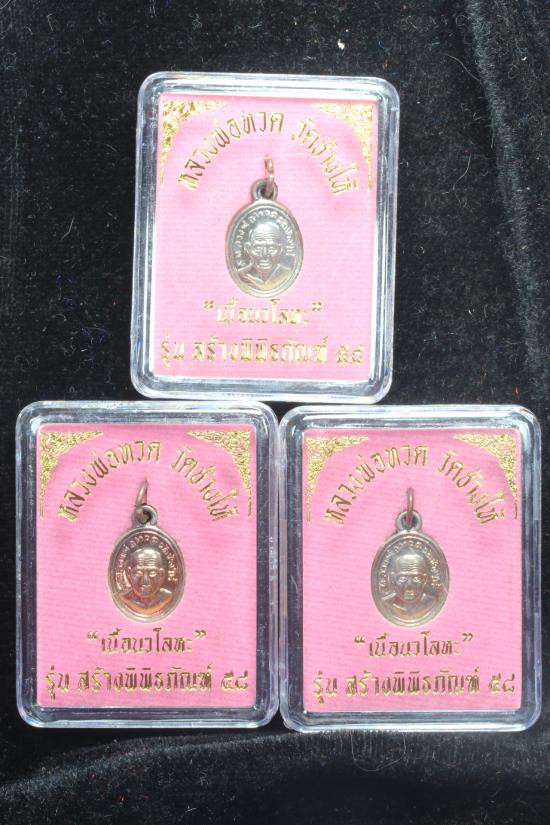 หลวงพ่อทวด วัดช้างให้
"เนื้อนวโลหะ"
รุ่น สร้างพิพิธภัณฑ์ ๕๘
หลวงพ่อทวด วัดช้างให้
"เนื้อนวโลหะ"
รุ่น สร้างพิพิธภัณฑ์ ๕๘
หลวงพ่อทวด วัดช้างให้
"เนื้อนวโลหะ"
รุ่น สร้างพิพิธภัณฑ์ ๕๘